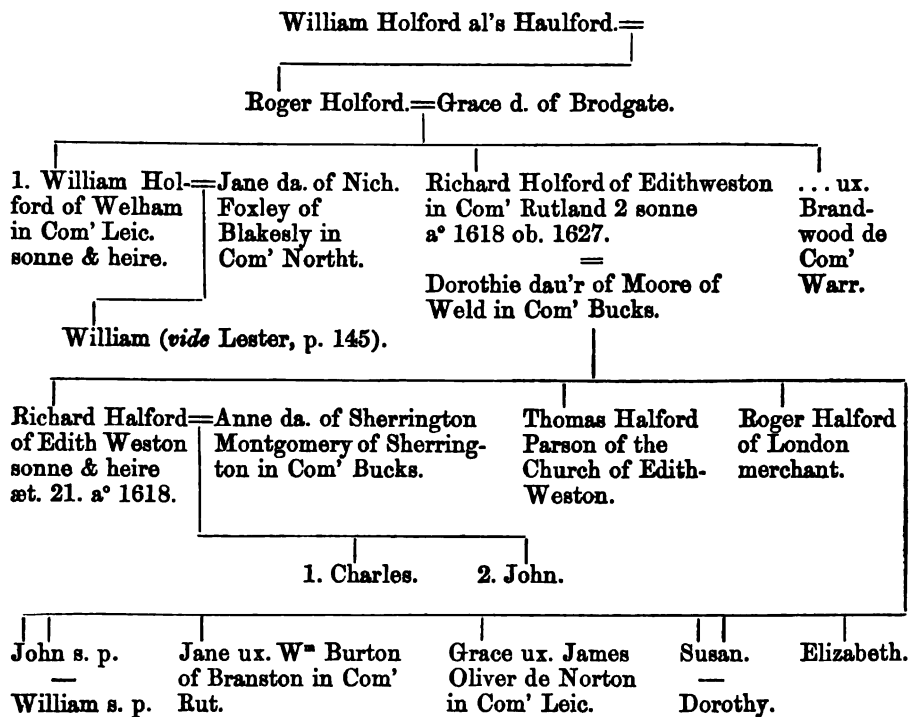 William Holford al's Haulford.=
Roger Holford.=Grace d. of Brodgate.
1. William Hol-
ford of Welham
in Com' Leic.
sonne & heire.
=
Jane da. of Nich.
Foxley of
Blakesly in
Com' Northt.
Richard Holford of Edithweston
in Com' Rutland 2 sonne
aº 1618 ob. 1627.
=
Dorothie dau'r of Moore of
Weld in Com' Bucks.
... ux.
Brand-
wood de
Com'
Warr.
William (vide Lester, p. 145).
Richard Halford
of Edith Weston
sonne & heire
æt. 21. aº 1618.
=
Anne da. of Sherrington
Montgomery of Sherring-
ton in Com' Bucks.
Thomas Halford
Parson of the
Church of Edith-
Weston.
Roger Halford
of London
merchant.
1. Charles.
2. John.
John s. p.
—
William s. p.
Jane ux. Wᵐ Burton
of Branston in Com'
Rut.
Grace ux. James
Oliver de Norton
in Com' Leic.
Susan.
—
Dorothy.
Elizabeth.